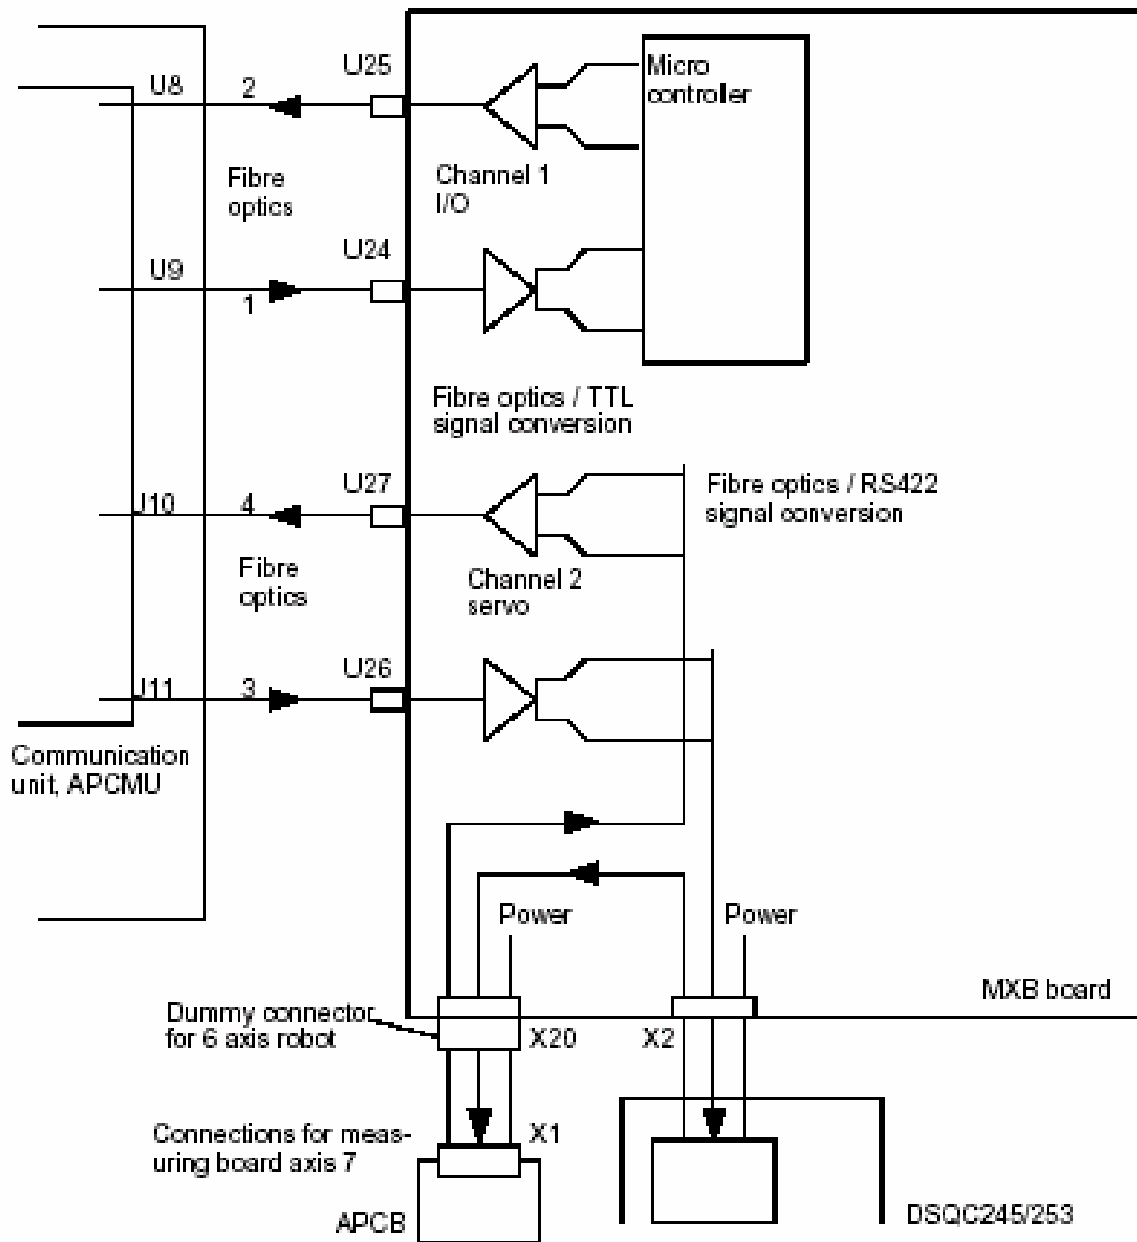 U8
2
U25
Micro
controller
Fibre
optics
Channel 1
I/O
U9
1
U24
Fibre optics / TTL
signal conversion
U10
4
U27
Fibre optics / RS422
signal conversion
Fibre
optics
Channel 2
servo
U11
3
U26
Communication
unit, APCMU
Power
Power
MXB board
Dummy connector
for 6 axis robot
X20
X2
Connections for meas-
uring board axis 7
X1
APCB
DSQC245/253